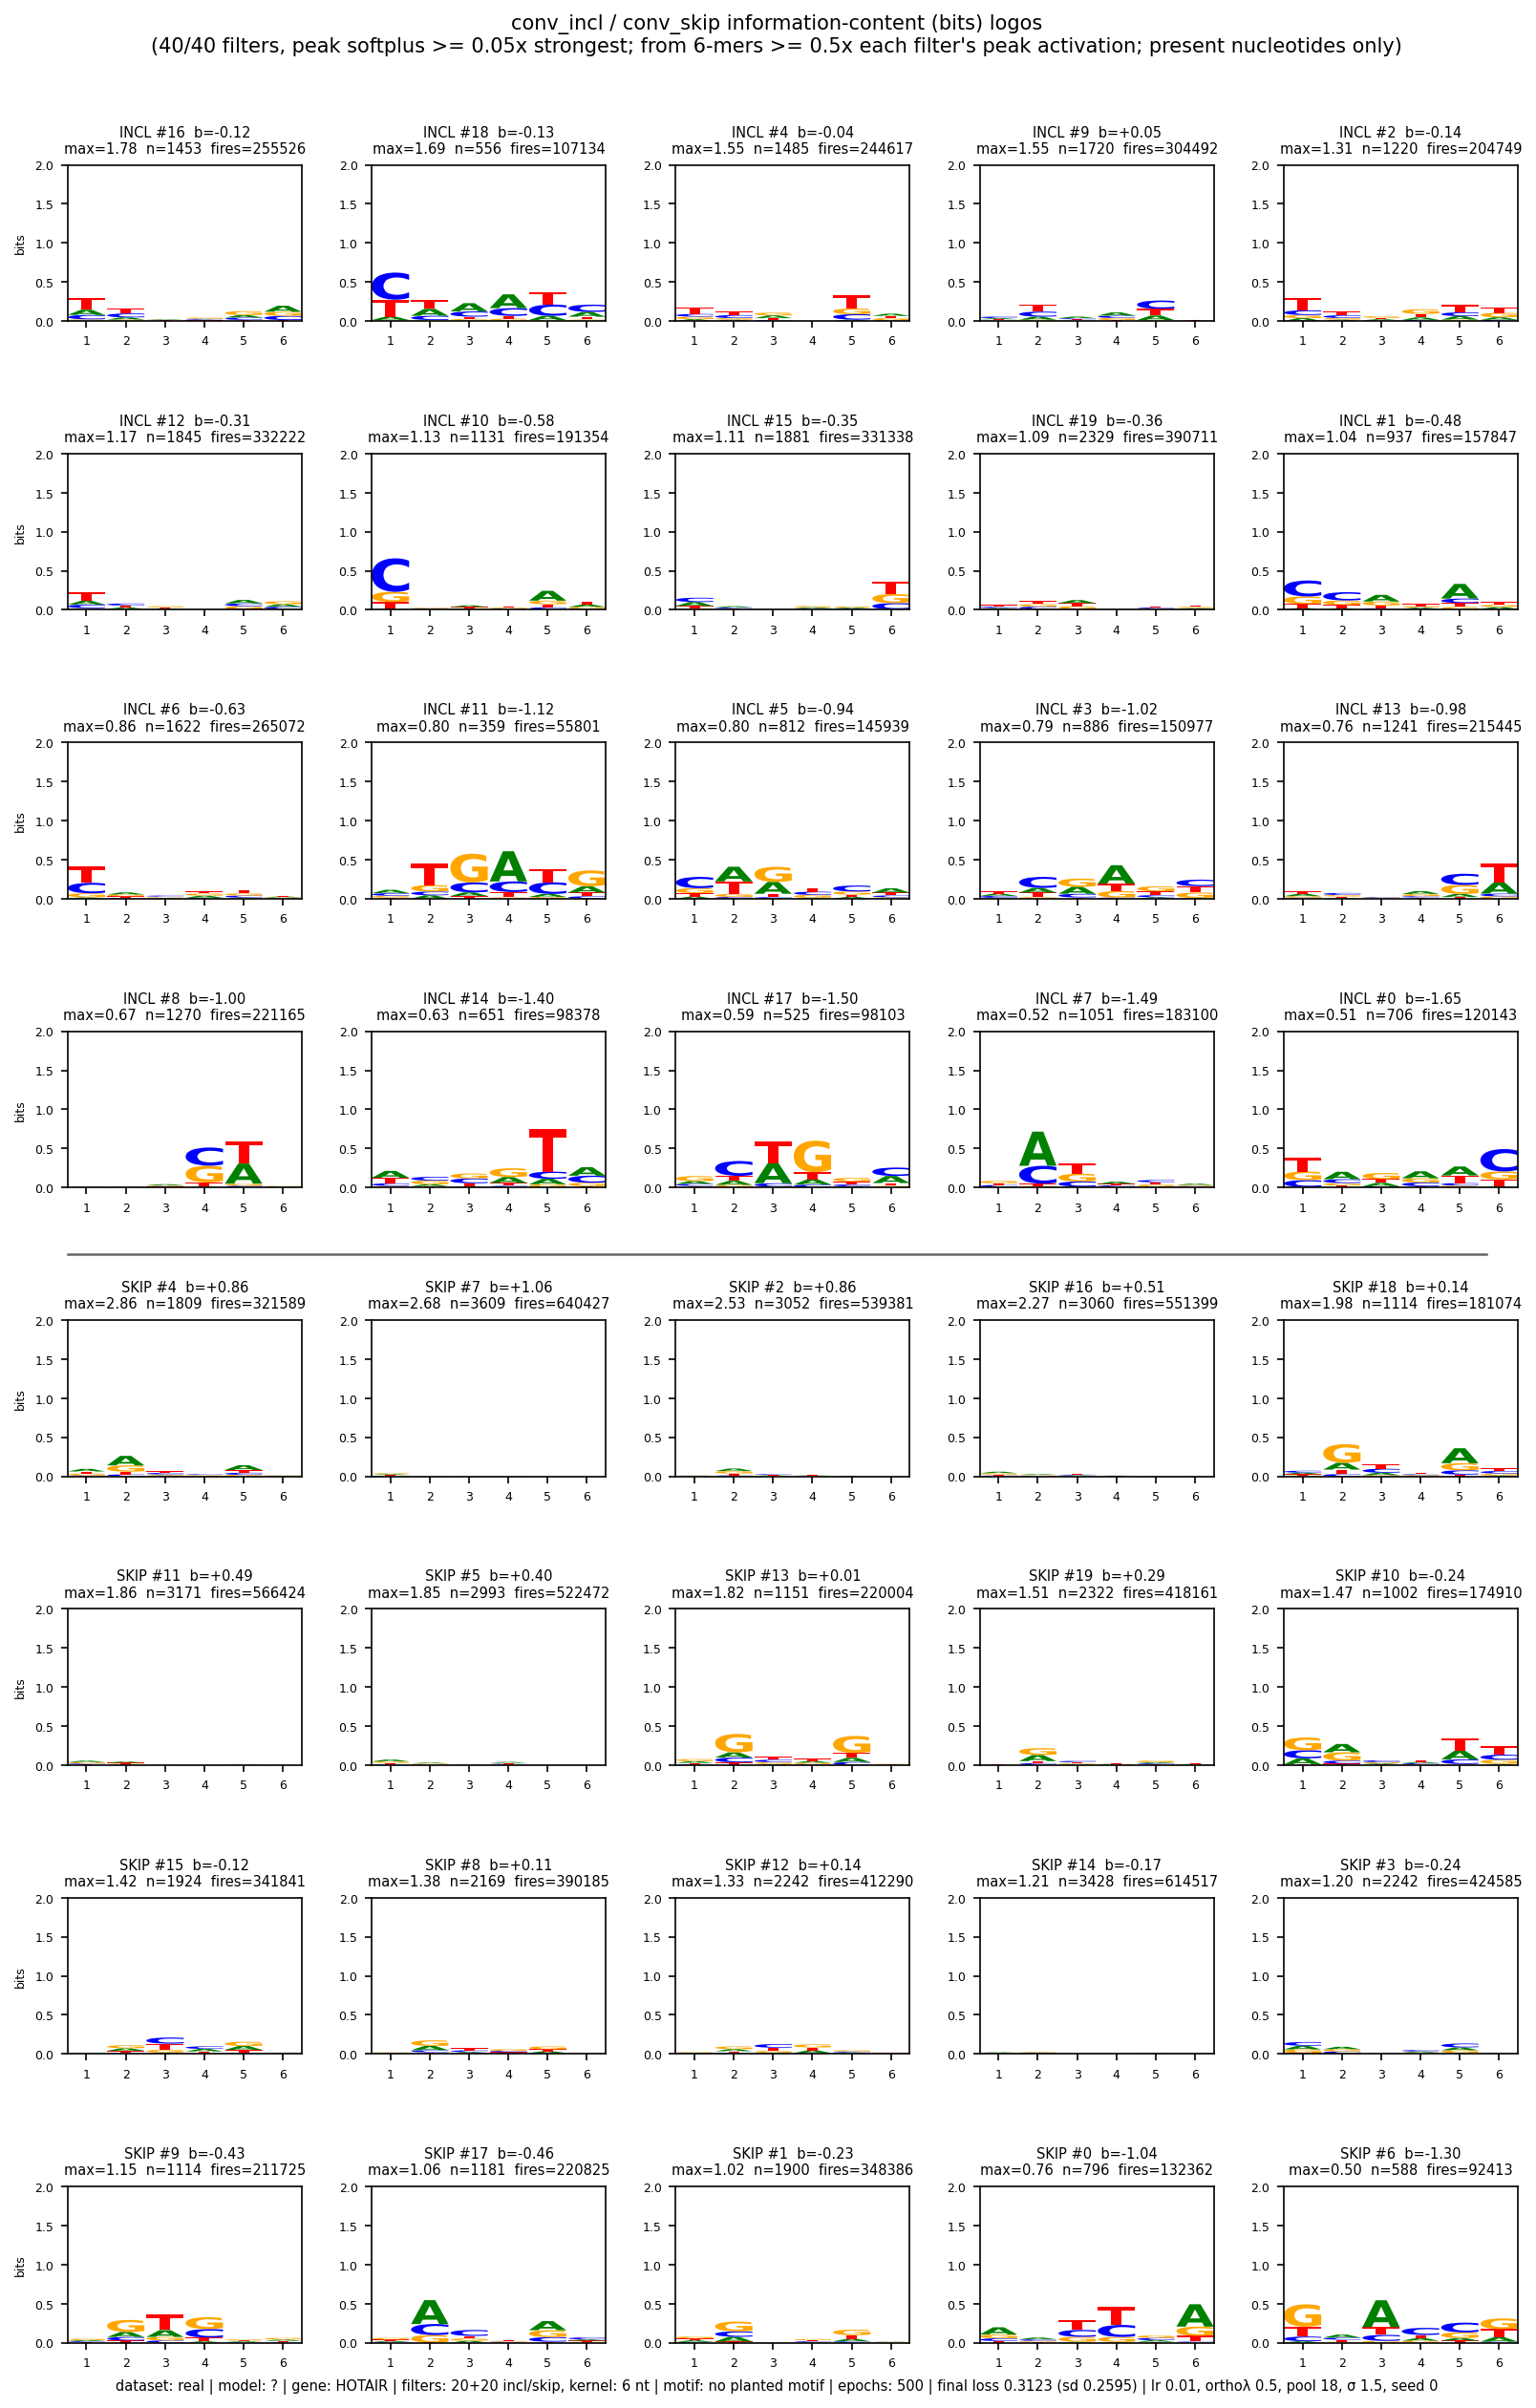 conv_incl / conv_skip information-content (bits) logos
(40/40 filters, peak softplus >= 0.05x strongest; from 6-mers >= 0.5x each filter's peak activation; present nucleotides only)
INCL #16 b=-0.12
max=1.78 n=1453 fires=255526
INCL #18 b=-0.13
max=1.69 n=556 fires=107134
INCL #4 b=-0.04
max=1.55 n=1485 fires=244617
INCL #9 b=+0.05
max=1.55 n=1720 fires=304492
INCL #2 b=-0.14
max=1.31 n=1220 fires=204749
INCL #12 b=-0.31
max=1.17 n=1845 fires=332222
INCL #10 b=-0.58
max=1.13 n=1131 fires=191354
INCL #15 b=-0.35
max=1.11 n=1881 fires=331338
INCL #19 b=-0.36
max=1.09 n=2329 fires=390711
INCL #1 b=-0.48
max=1.04 n=937 fires=157847
INCL #6 b=-0.63
max=0.86 n=1622 fires=265072
INCL #11 b=-1.12
max=0.80 n=359 fires=55801
INCL #5 b=-0.94
max=0.80 n=812 fires=145939
INCL #3 b=-1.02
max=0.79 n=886 fires=150977
INCL #13 b=-0.98
max=0.76 n=1241 fires=215445
INCL #8 b=-1.00
max=0.67 n=1270 fires=221165
INCL #14 b=-1.40
max=0.63 n=651 fires=98378
INCL #17 b=-1.50
max=0.59 n=525 fires=98103
INCL #7 b=-1.49
max=0.52 n=1051 fires=183100
INCL #0 b=-1.65
max=0.51 n=706 fires=120143
SKIP #4 b=+0.86
max=2.86 n=1809 fires=321589
SKIP #7 b=+1.06
max=2.68 n=3609 fires=640427
SKIP #2 b=+0.86
max=2.53 n=3052 fires=539381
SKIP #16 b=+0.51
max=2.27 n=3060 fires=551399
SKIP #18 b=+0.14
max=1.98 n=1114 fires=181074
SKIP #11 b=+0.49
max=1.86 n=3171 fires=566424
SKIP #5 b=+0.40
max=1.85 n=2993 fires=522472
SKIP #13 b=+0.01
max=1.82 n=1151 fires=220004
SKIP #19 b=+0.29
max=1.51 n=2322 fires=418161
SKIP #10 b=-0.24
max=1.47 n=1002 fires=174910
SKIP #15 b=-0.12
max=1.42 n=1924 fires=341841
SKIP #8 b=+0.11
max=1.38 n=2169 fires=390185
SKIP #12 b=+0.14
max=1.33 n=2242 fires=412290
SKIP #14 b=-0.17
max=1.21 n=3428 fires=614517
SKIP #3 b=-0.24
max=1.20 n=2242 fires=424585
SKIP #9 b=-0.43
max=1.15 n=1114 fires=211725
SKIP #17 b=-0.46
max=1.06 n=1181 fires=220825
SKIP #1 b=-0.23
max=1.02 n=1900 fires=348386
SKIP #0 b=-1.04
max=0.76 n=796 fires=132362
SKIP #6 b=-1.30
max=0.50 n=588 fires=92413
dataset: real | model: ? | gene: HOTAIR | filters: 20+20 incl/skip, kernel: 6 nt | motif: no planted motif | epochs: 500 | final loss 0.3123 (sd 0.2595) | lr 0.01, orthoλ 0.5, pool 18, σ 1.5, seed 0